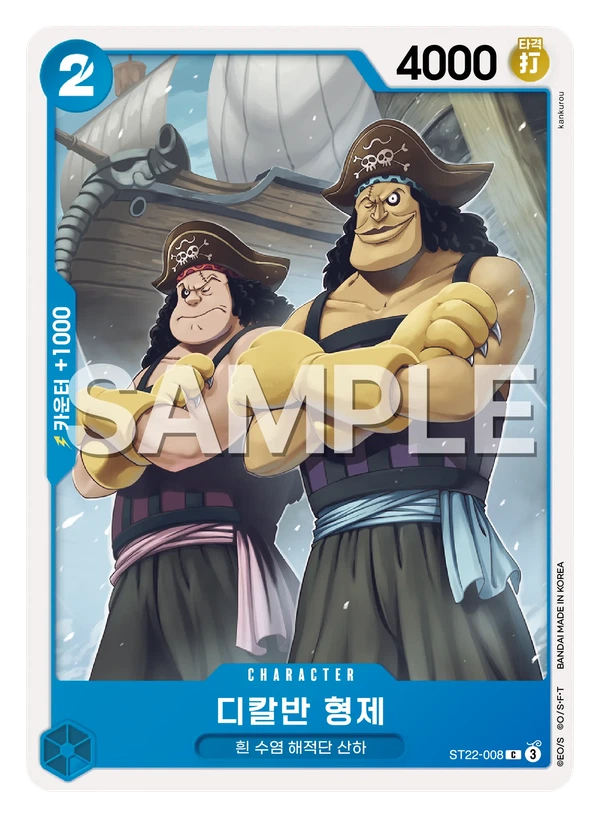 2
4000
타격
打
kankurou
카운터 +1000
SAMPLE
BANDAI MADE IN KOREA
©EO/S ©O/S·F·T
CHARACTER
디칼반 형제
흰 수염 해적단 산하
ST22-008 C 3